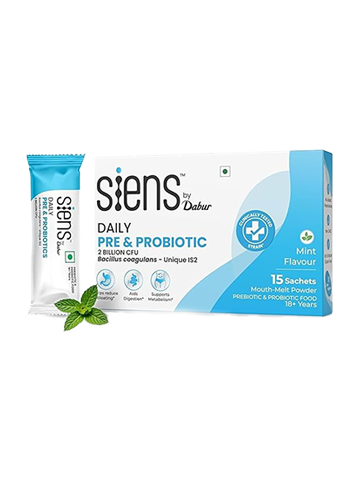 DAILY
PRE & PROBIOTICS
siens
by Dabur
siens™
by Dabur
DAILY
PRE & PROBIOTIC
2 BILLION CFU
Bacillus coagulans - Unique IS2
reduce
Bloating*
Aids
Digestion*
Supports
Metabolism*
CLINICALLY TESTED
STRAIN*
Mint
Flavour
15 Sachets
Mouth-Melt Powder
PREBIOTIC & PROBIOTIC FOOD
18+ Years